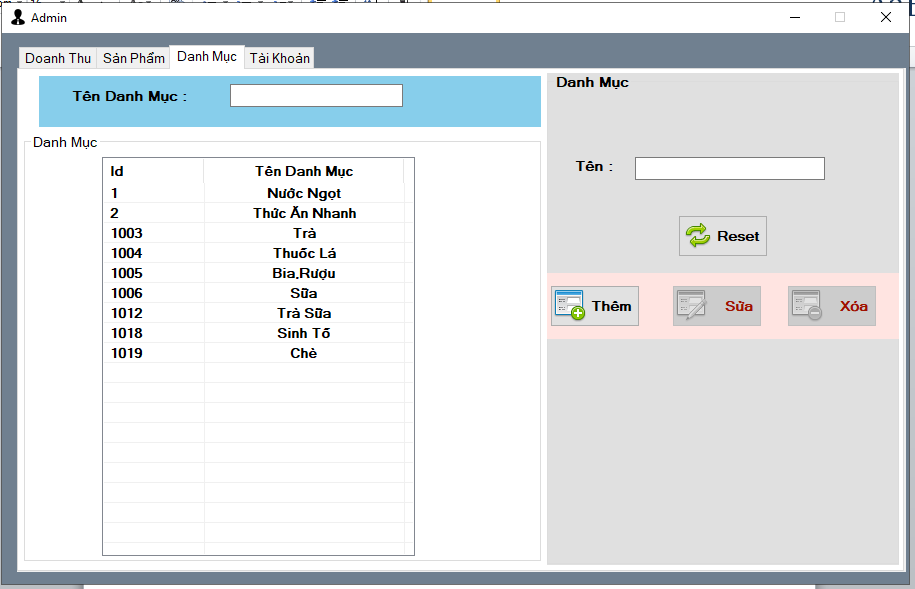 Admin
Doanh Thu Sản Phẩm Danh Mục Tài Khoản
Tên Danh Mục :
Danh Mục
Id Tên Danh Mục
1 Nước Ngọt
2 Thức Ăn Nhanh
1003 Trà
1004 Thuốc Lá
1005 Bia,Rượu
1006 Sữa
1012 Trà Sữa
1018 Sinh Tố
1019 Chè
Danh Mục
Tên :
Reset
Thêm Sửa Xóa